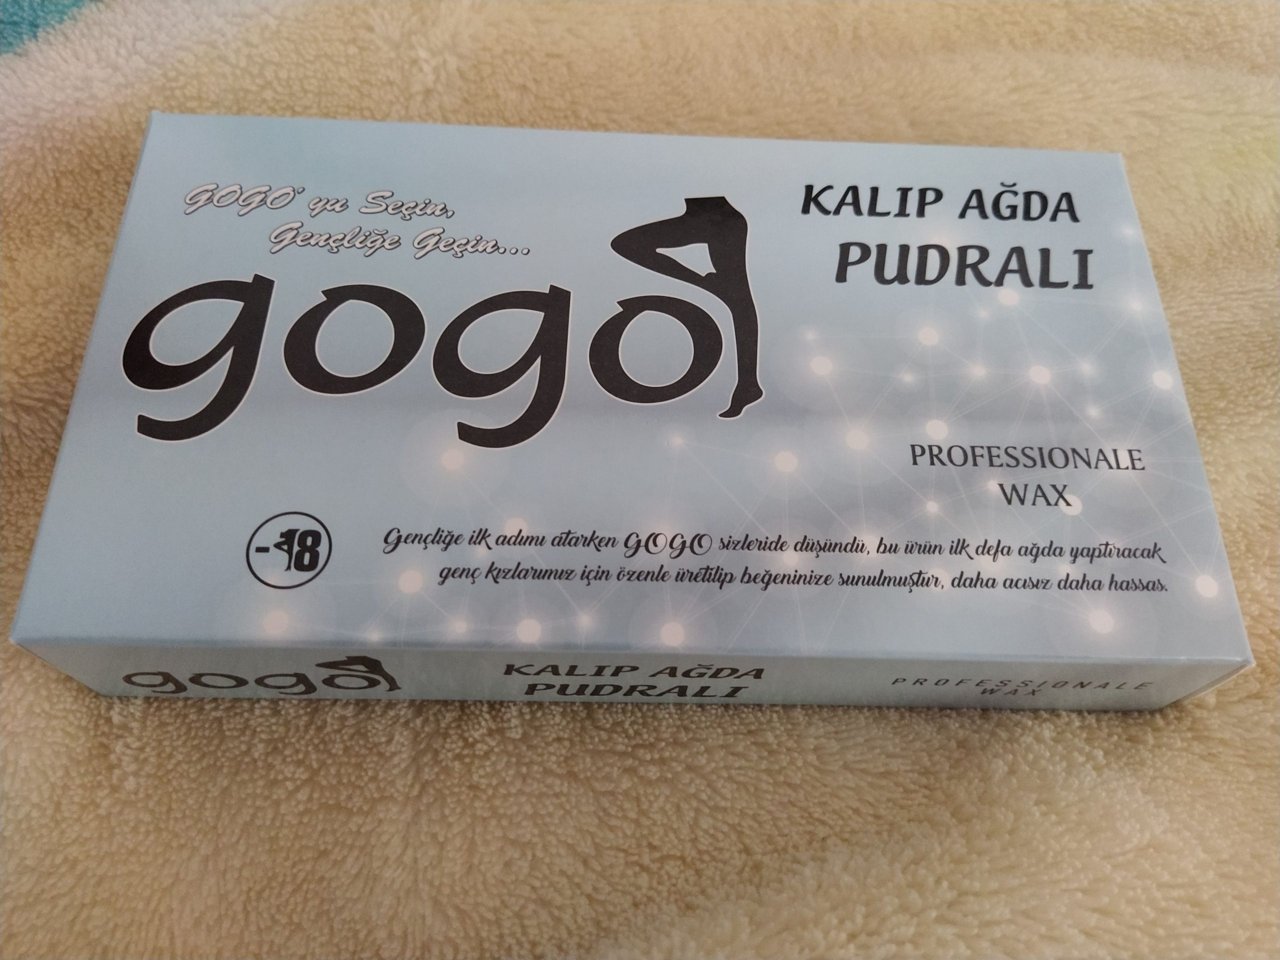 GOGO' yu Seçin,
Gençliğe Geçin...
gogo
KALIP AĞDA
PUDRALI
PROFESSIONALE
WAX
-18
Gençliğe ilk adımı atarken GOGO sizleride düşündü, bu ürün ilk defa ağda yaptıracak
genç kızlarımız için özenle üretilip beğeninize sunulmuştur, daha acısız daha hassas.
gogo
KALIP AĞDA
PUDRALI
PROFESSIONALE
WAX